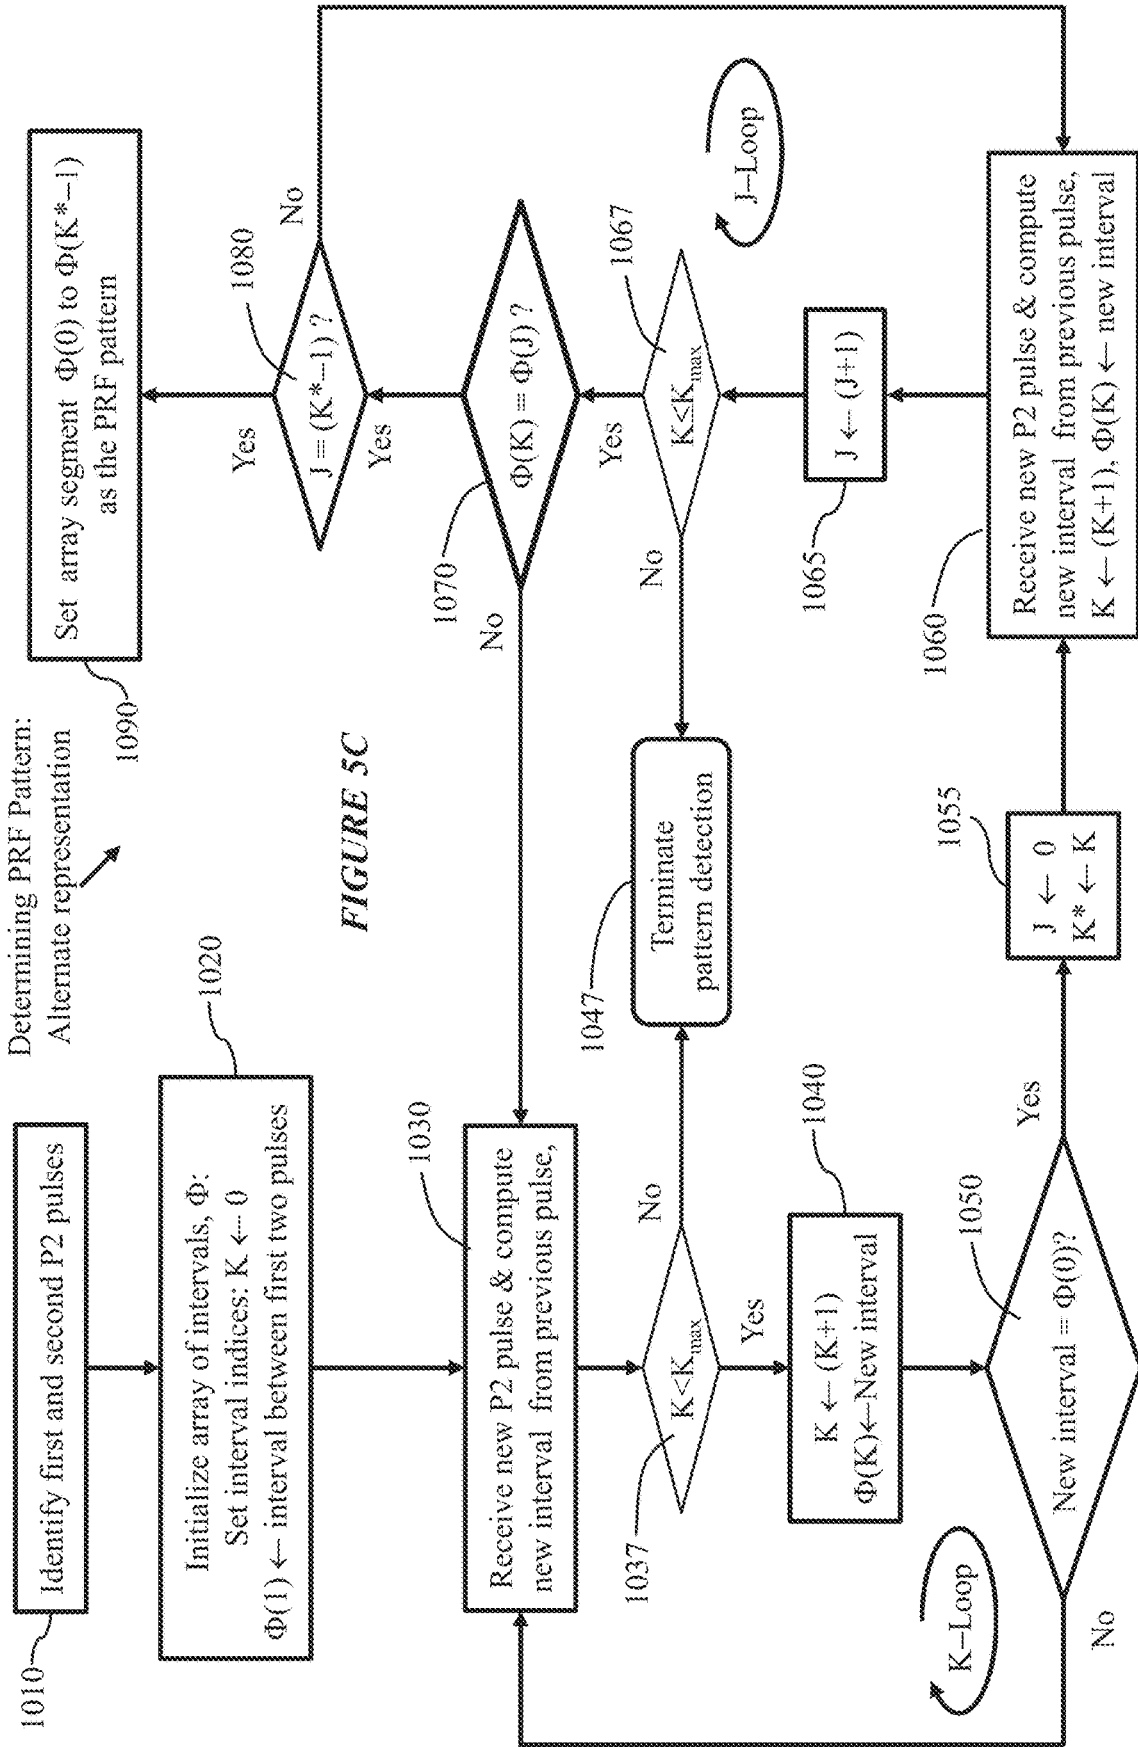 Determining PRF Pattern:
Alternate representation
FIGURE 5C
1010
Identify first and second P2 pulses
1020
Initialize array of intervals, Φ:
Set interval indices: K ← 0
Φ(1) ← interval between first two pulses
1030
Receive new P2 pulse & compute
new interval from previous pulse,
1037
K<Kmax
No
Yes
1047
Terminate
pattern detection
1040
K ← (K+1)
Φ(K)←New interval
1050
New interval = Φ(0)?
No
Yes
K–Loop
1055
J ← 0
K* ← K
1060
Receive new P2 pulse & compute
new interval from previous pulse,
K ← (K+1), Φ(K) ← new interval
1065
J ← (J+1)
1067
K≤Kmax
No
Yes
J–Loop
1070
Φ(K) = Φ(J) ?
No
Yes
1080
J = (K*–1) ?
No
Yes
1090
Set array segment Φ(0) to Φ(K*–1)
as the PRF pattern